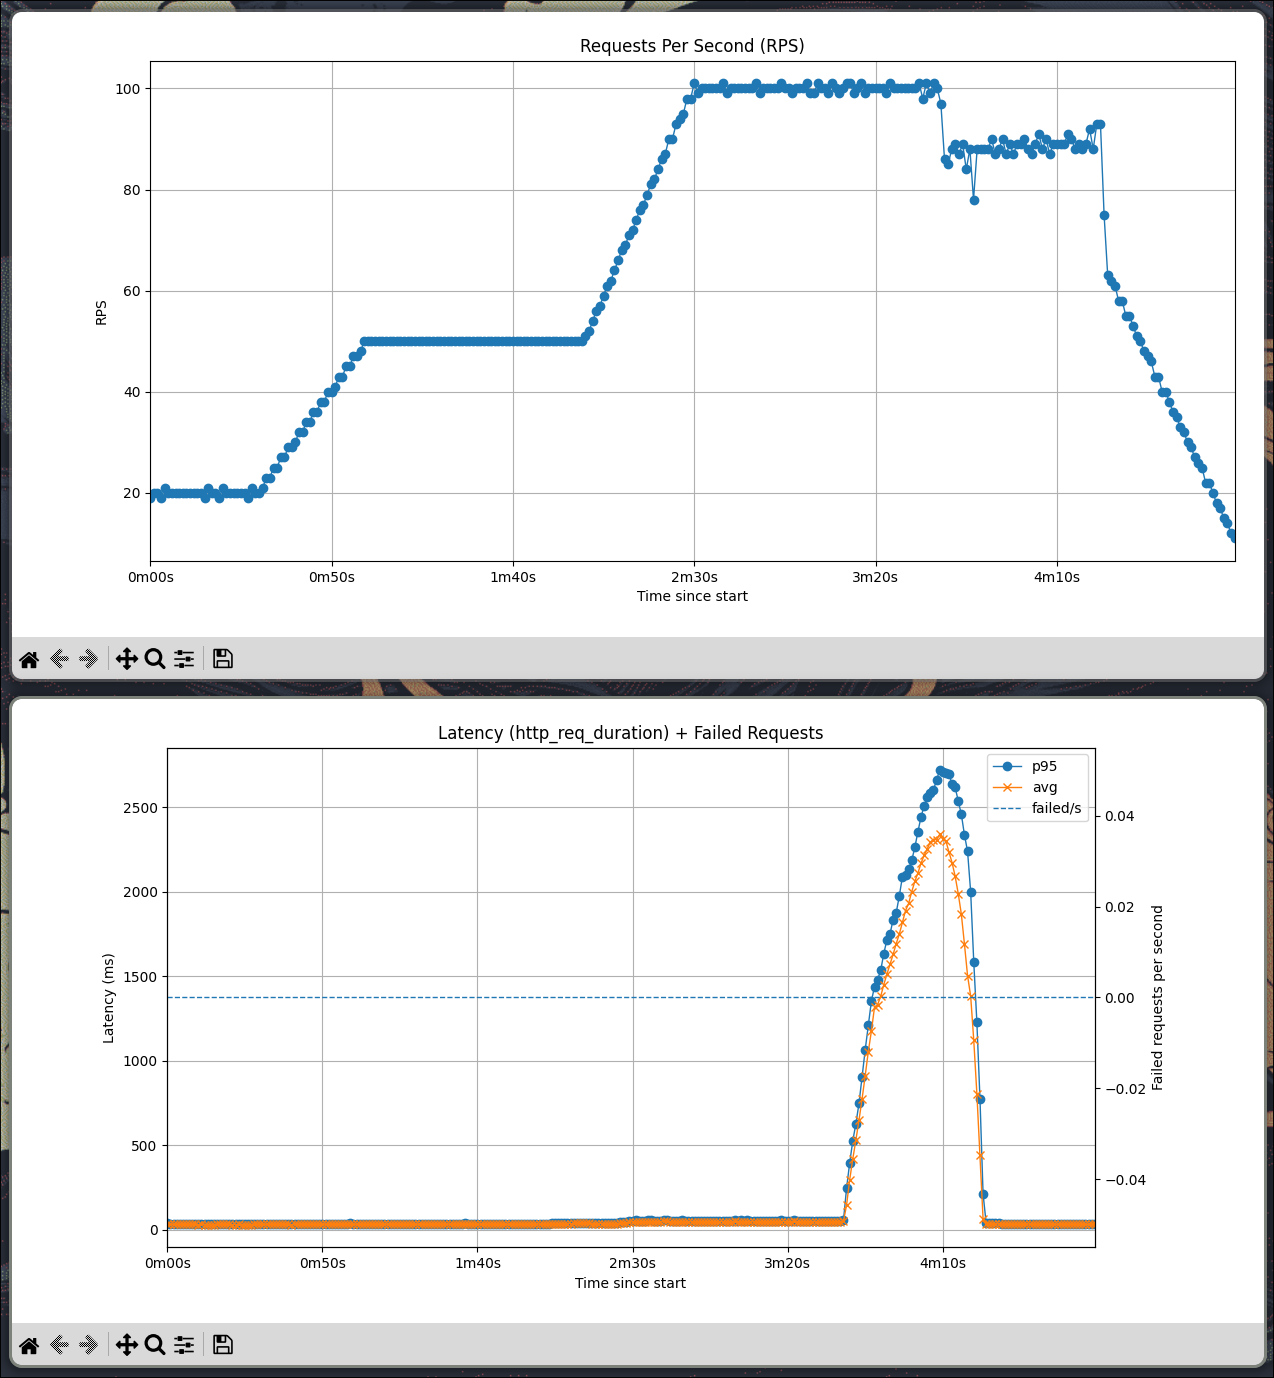 Requests Per Second (RPS)
100
80
60
40
20
RPS
0m00s 0m50s 1m40s 2m30s 3m20s 4m10s
Time since start
Latency (http_req_duration) + Failed Requests
p95
avg
failed/s
2500
2000
1500
1000
500
0
Latency (ms)
0.04
0.02
0.00
−0.02
−0.04
Failed requests per second
0m00s 0m50s 1m40s 2m30s 3m20s 4m10s
Time since start